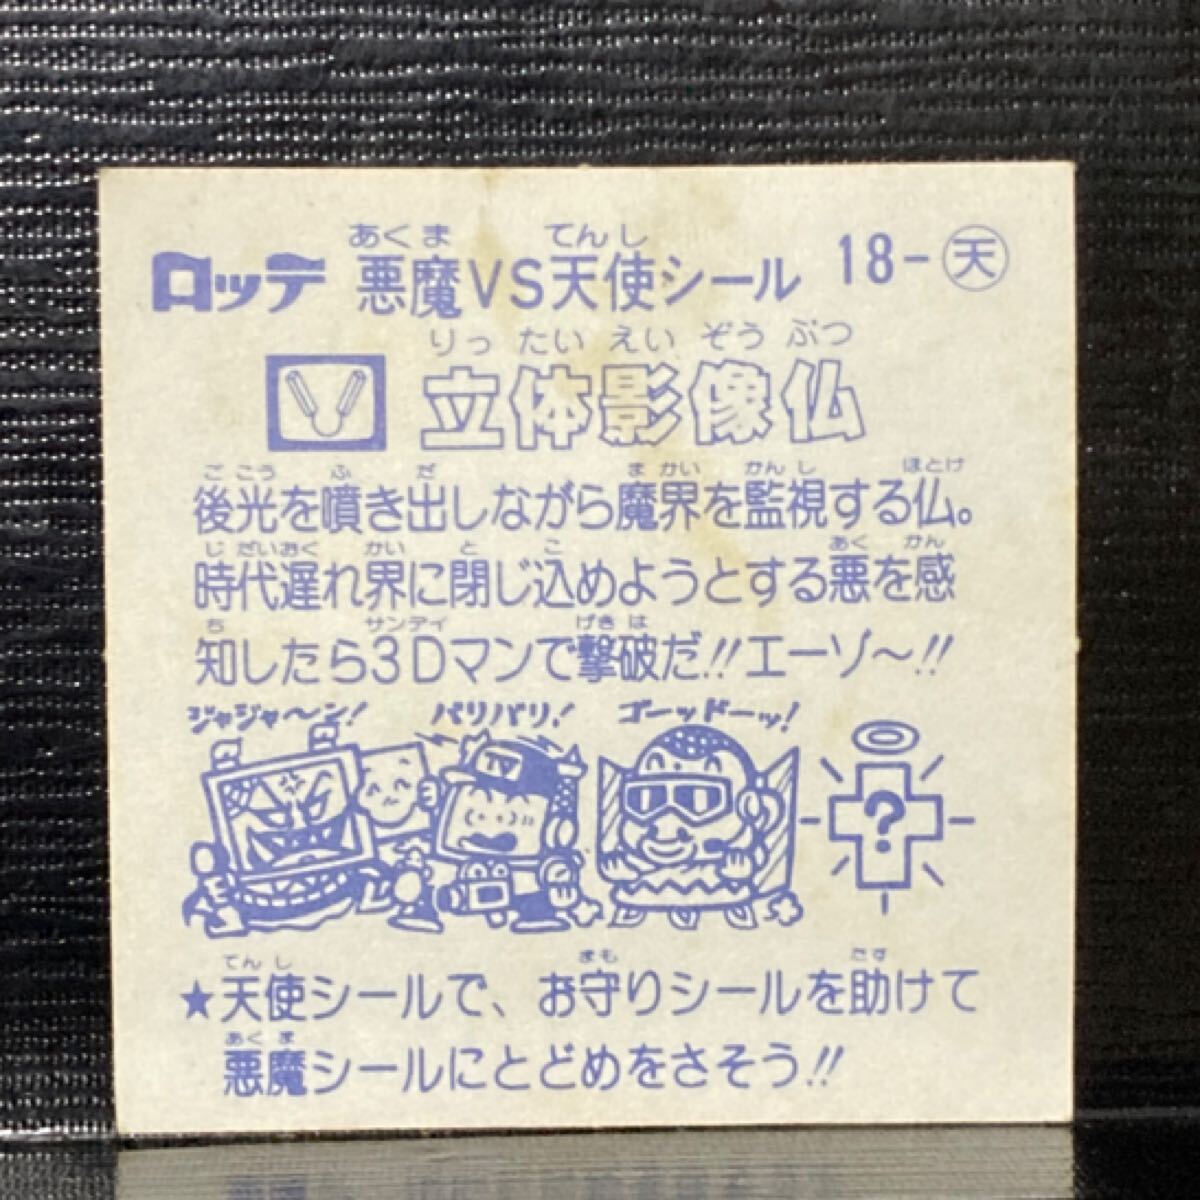 あくま てんし
ロッテ 悪魔VS天使シール 18-天
りっ たい えい ぞう ぶつ
立体影像仏
ご こう ふ だ ま かい かん し ほとけ
後光を噴き出しながら魔界を監視する仏。
じ だいおく かい と こ あく かん
時代遅れ界に閉じ込めようとする悪を感
ち サンデイ げき は
知したら3Dマンで撃破だ!!エーゾ〜!!
ジャジャ〜ン! バリバリ! ゴーッドーッ!
TV
?
てん し まも たす
★天使シールで、お守りシールを助けて
あく ま
悪魔シールにとどめをさそう!!